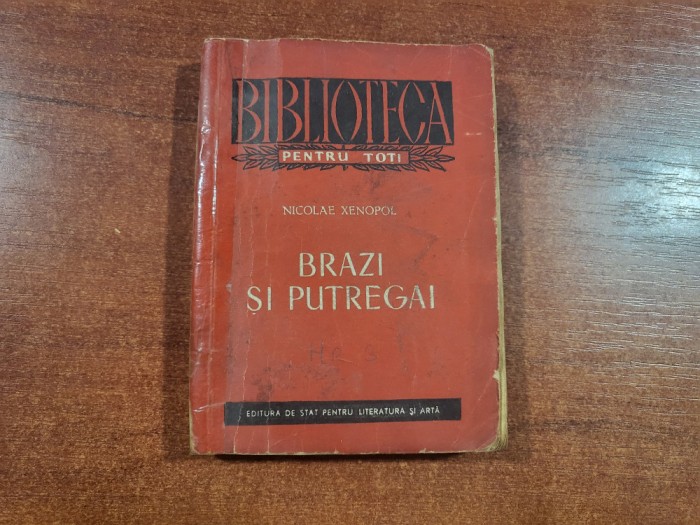 BIBLIOTECA
PENTRU TOȚI
NICOLAE XENOPOL
BRAZI
ȘI PUTREGAI
EDITURA DE STAT PENTRU LITERATURA ȘI ARTĂ